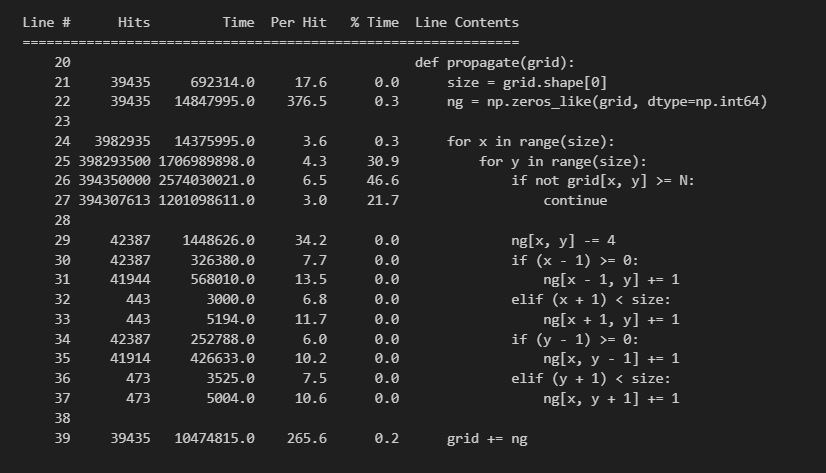 Line #      Hits         Time  Per Hit   % Time  Line Contents
==============================================================
    20                                           def propagate(grid):
    21     39435     692314.0     17.6      0.0      size = grid.shape[0]
    22     39435   14847995.0    376.5      0.3      ng = np.zeros_like(grid, dtype=np.int64)
    23
    24   3982935   14375995.0      3.6      0.3      for x in range(size):
    25 398293500 1706989898.0      4.3     30.9          for y in range(size):
    26 394350000 2574030021.0      6.5     46.6              if not grid[x, y] >= N:
    27 394307613 1201098611.0      3.0     21.7                  continue
    28
    29     42387    1448626.0     34.2      0.0              ng[x, y] -= 4
    30     42387     326380.0      7.7      0.0              if (x - 1) >= 0:
    31     41944     568010.0     13.5      0.0                  ng[x - 1, y] += 1
    32       443       3000.0      6.8      0.0              elif (x + 1) < size:
    33       443       5194.0     11.7      0.0                  ng[x + 1, y] += 1
    34     42387     252788.0      6.0      0.0              if (y - 1) >= 0:
    35     41914     426633.0     10.2      0.0                  ng[x, y - 1] += 1
    36       473       3525.0      7.5      0.0              elif (y + 1) < size:
    37       473       5004.0     10.6      0.0                  ng[x, y + 1] += 1
    38
    39     39435   10474815.0    265.6      0.2      grid += ng